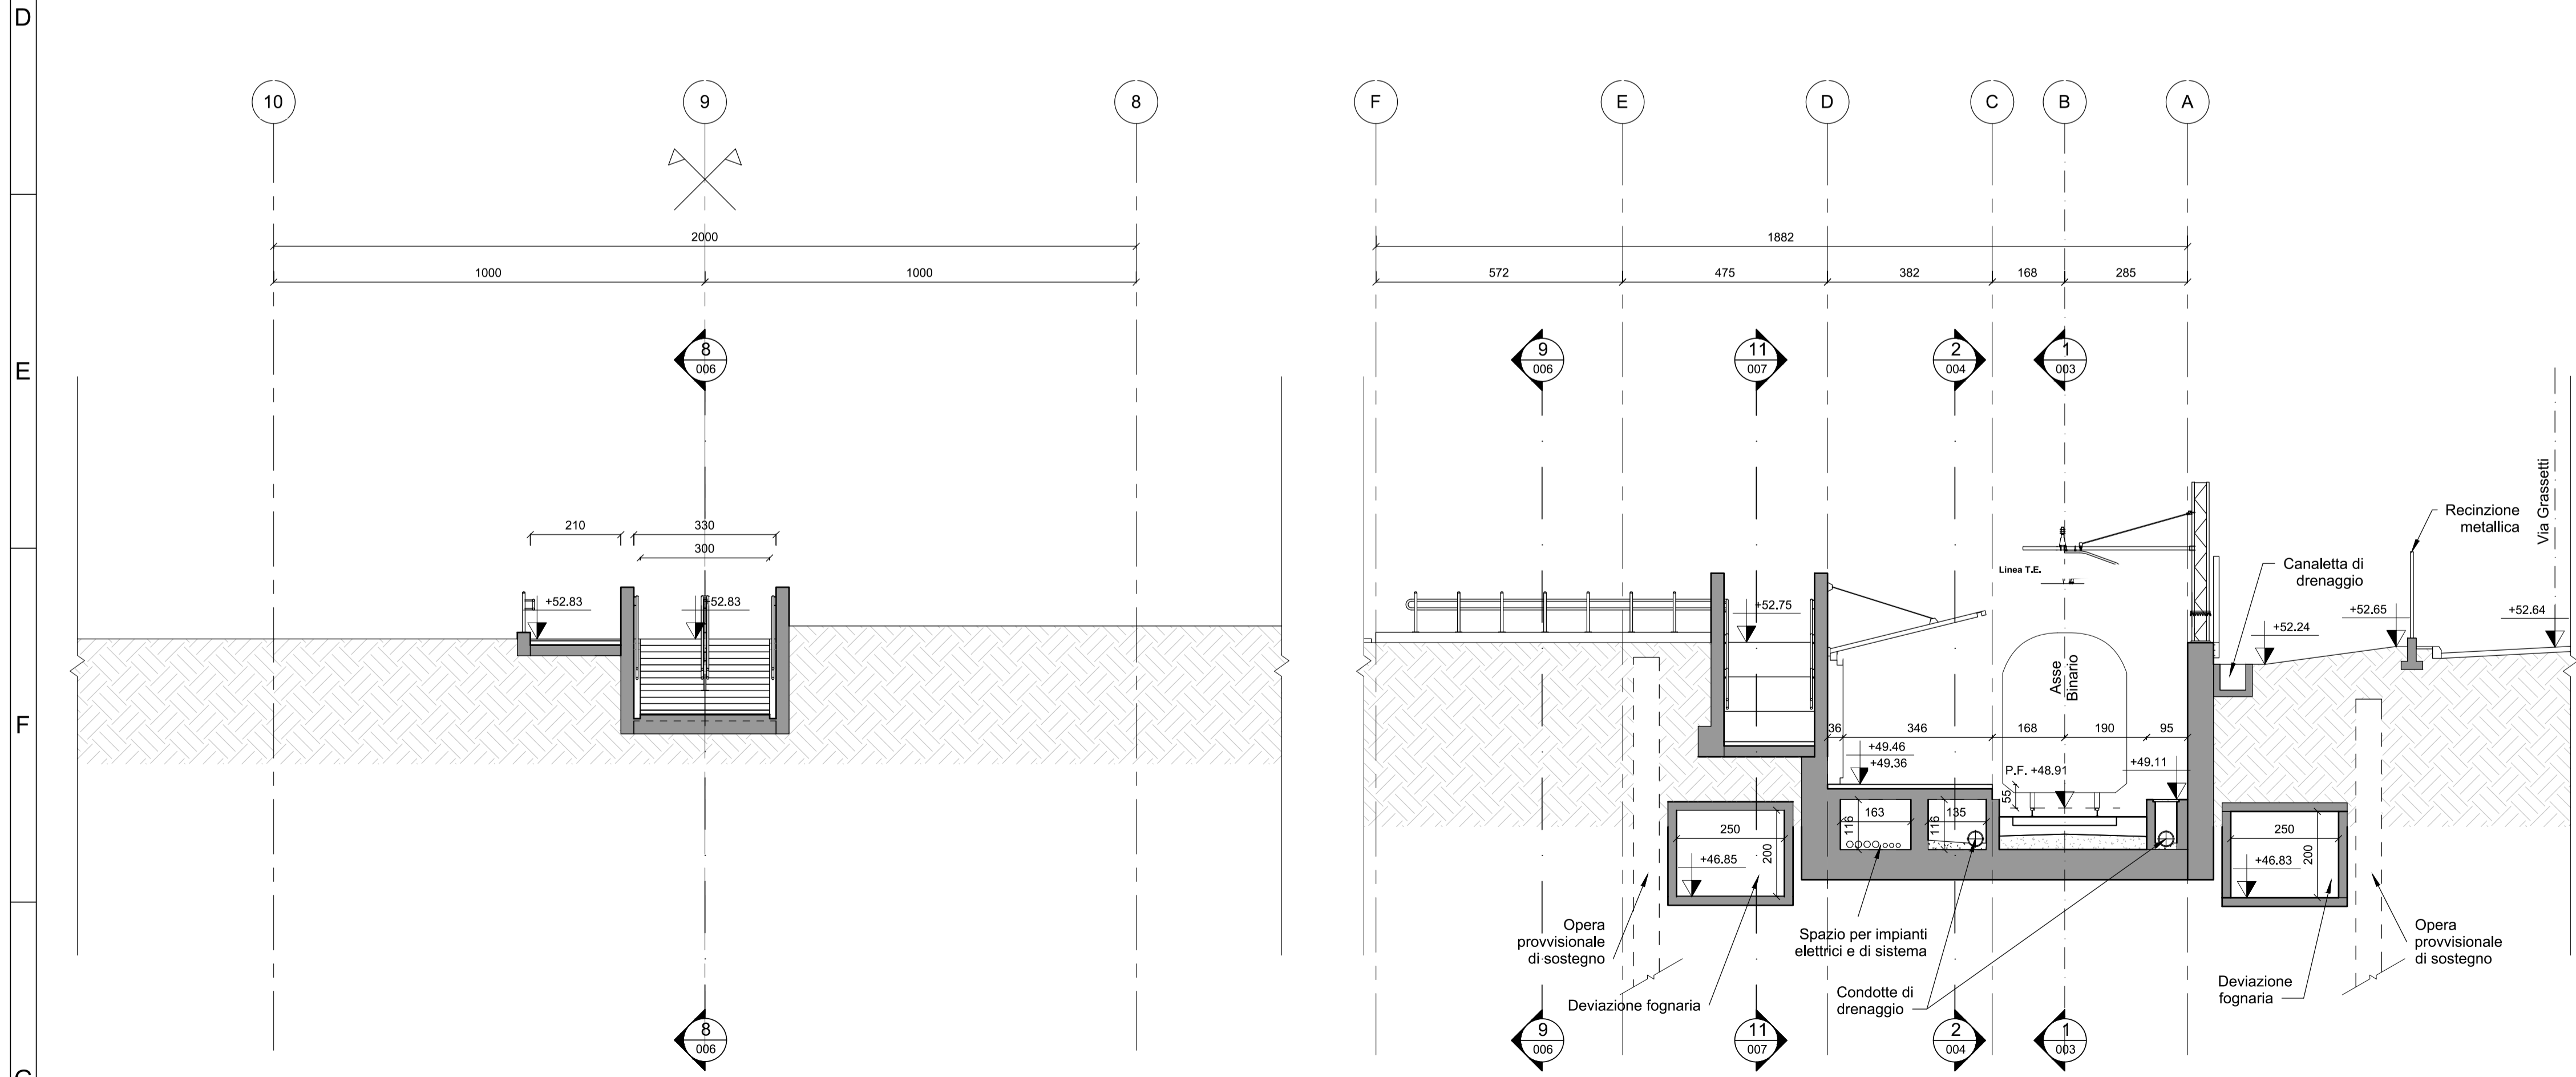 D
10
9
8
F
E
D
C
B
A
2000
1000
1000
1882
572
475
382
168
285
E
8
006
9
006
11
007
2
004
1
003
Via Grassetti
Recinzione
metallica
210
330
300
Canaletta di
drenaggio
Linea T.E.
+52.83
+52.83
+52.75
+52.65
+52.64
+52.24
Asse
Binario
F
36
346
168
190
95
+49.46
+49.36
P.F. +48.91
+49.11
55
163
116
135
116
250
200
+46.85
250
200
+46.83
Opera
provvisionale
di sostegno
Spazio per impianti
elettrici e di sistema
Opera
provvisionale
di sostegno
Deviazione fognaria
Condotte di
drenaggio
Deviazione
fognaria
8
006
9
006
11
007
2
004
1
003